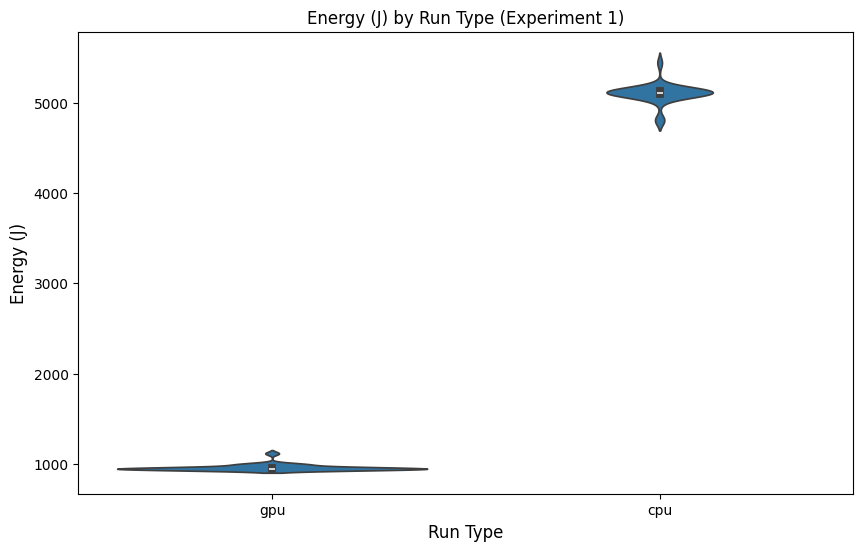 Energy (J) by Run Type (Experiment 1)
Energy (J)
5000
4000
3000
2000
1000
gpu
cpu
Run Type